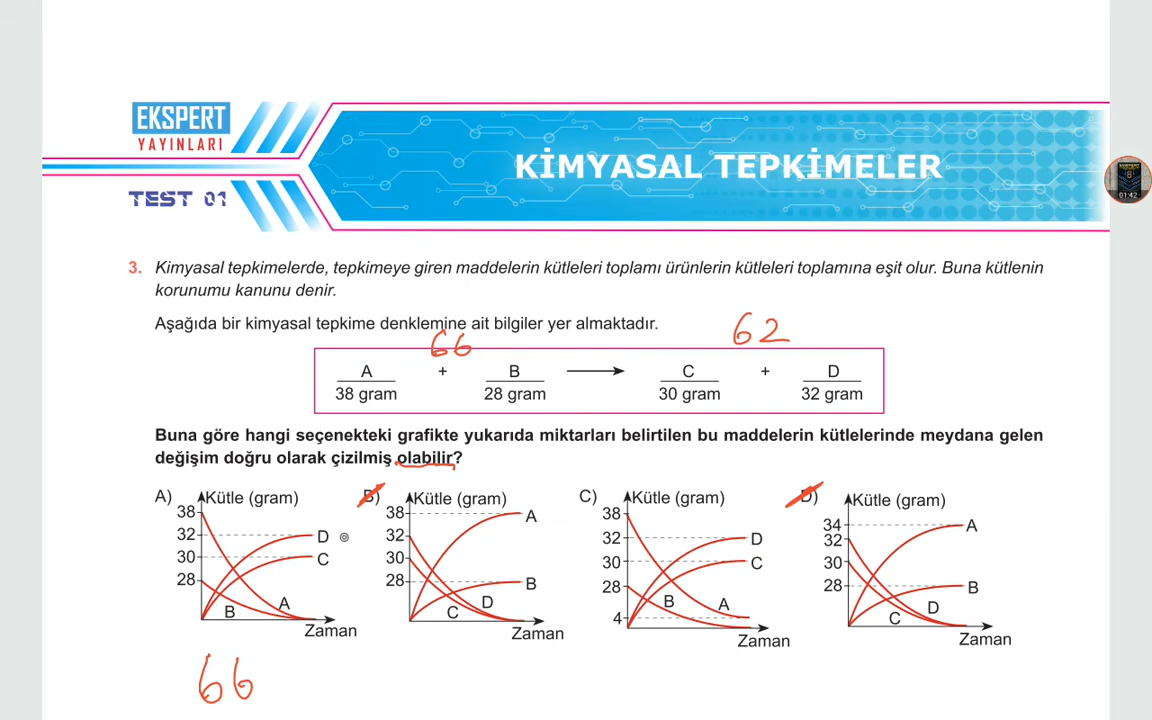 EKSPERT
YAYINLARI
TEST 01
KİMYASAL TEPKİMELER
01:42
3. Kimyasal tepkimelerde, tepkimeye giren maddelerin kütleleri toplamı ürünlerin kütleleri toplamına eşit olur. Buna kütlenin
korunumu kanunu denir.
Aşağıda bir kimyasal tepkime denklemine ait bilgiler yer almaktadır.
66 62
A + B C + D
38 gram 28 gram 30 gram 32 gram
Buna göre hangi seçenekteki grafikte yukarıda miktarları belirtilen bu maddelerin kütlelerinde meydana gelen
değişim doğru olarak çizilmiş olabilir?
A) Kütle (gram)
38
32
30
28
D
C
B
A
Zaman
B) Kütle (gram)
38
32
30
28
A
B
D
C
Zaman
C) Kütle (gram)
38
32
30
28
4
D
C
B
A
Zaman
D) Kütle (gram)
34
32
30
28
A
B
D
C
Zaman
66